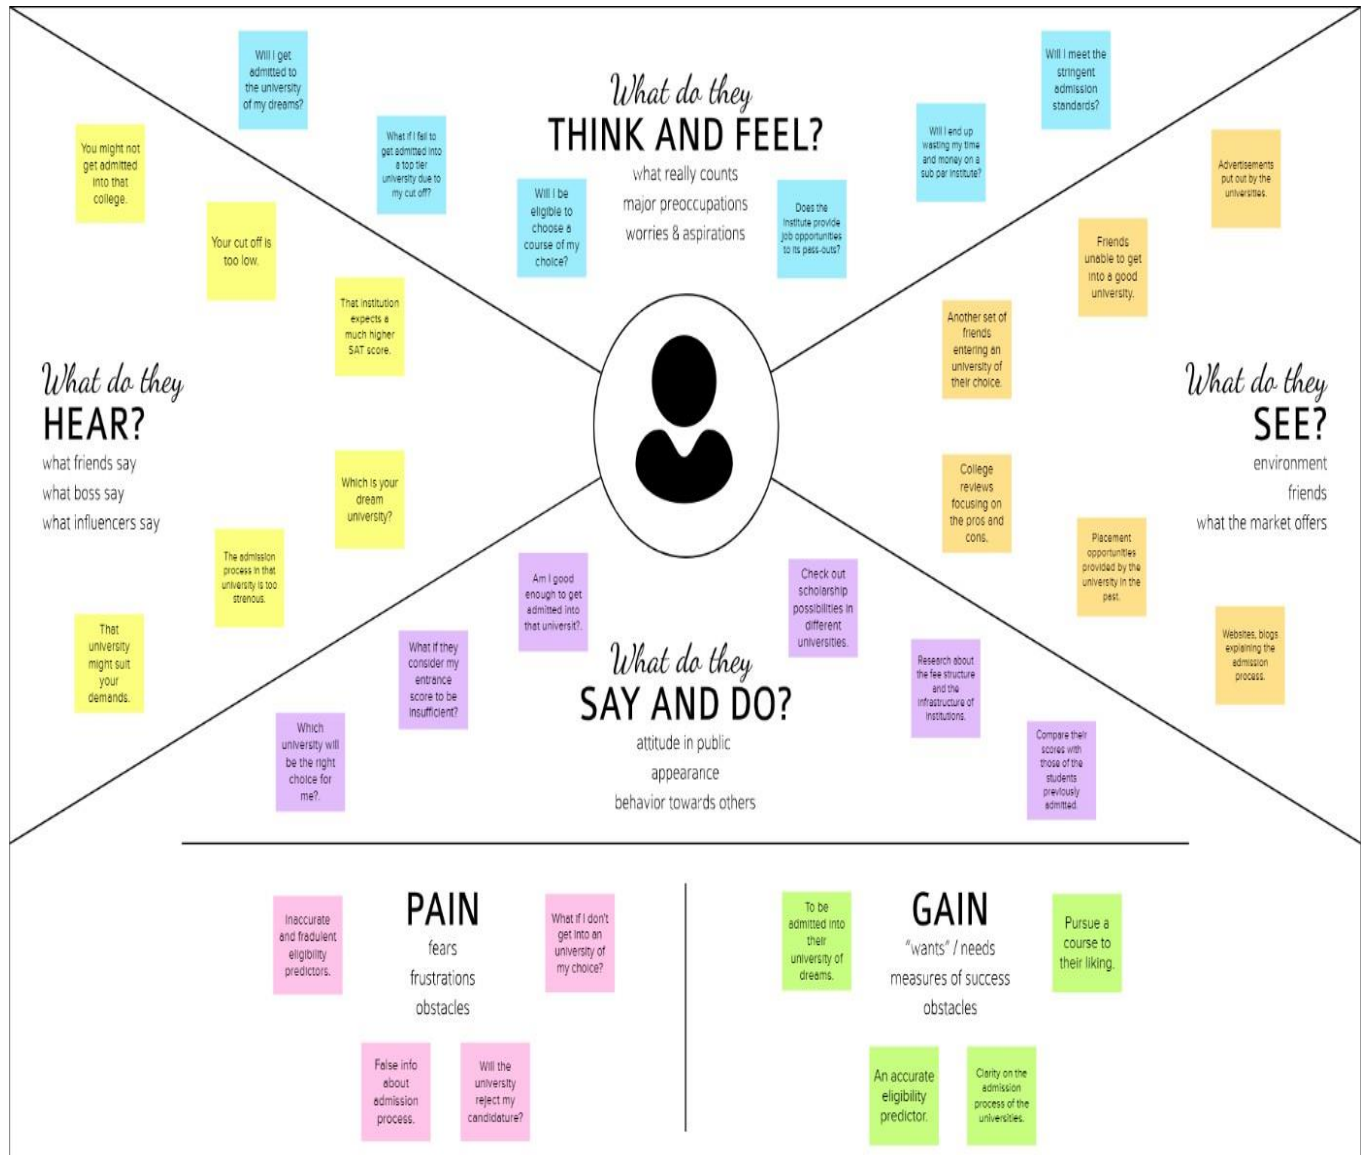 What do they
THINK AND FEEL?
what really counts
major preoccupations
worries & aspirations
Will I get
admitted to
the university
of my dreams?
What if I fail to
get admitted into
a top tier
university due to
my cut off?
Will I be
eligible to
choose a
course of my
choice?
Does the
institute provide
job opportunities
to its pass-outs?
Will I end up
wasting my time
and money on a
sub par institute?
Will I meet the
stringent
admission
standards?
What do they
HEAR?
what friends say
what boss say
what influencers say
You might not
get admitted
into that
college.
Your cut off is
too low.
That institution
expects a
much higher
SAT score.
Which is your
dream
university?
The admission
process in that
university is too
strenous.
That
university
might suit
your
demands.
What do they
SEE?
environment
friends
what the market offers
Advertisements
put out by the
universities.
Friends
unable to get
into a good
university.
Another set of
friends
entering an
university of
their choice.
College
reviews
focusing on
the pros and
cons.
Placement
opportunities
provided by the
university in the
past.
Websites, blogs
explaining the
admission
process.
What do they
SAY AND DO?
attitude in public
appearance
behavior towards others
Am I good
enough to get
admitted into
that universit?.
What if they
consider my
entrance
score to be
insufficient?
Which
university will
be the right
choice for
me?.
Check out
scholarship
possibilities in
different
universities.
Research about
the fee structure
and the
infrastructure of
institutions.
Compare their
scores with
those of the
students
previously
admitted.
PAIN
fears
frustrations
obstacles
Inaccurate
and fradulent
eligibility
predictors.
What if I don't
get into an
university of
my choice?
False info
about
admission
process.
Will the
university
reject my
candidature?
GAIN
"wants" / needs
measures of success
obstacles
To be
admitted into
their
university of
dreams.
Pursue a
course to
their liking.
An accurate
eligibility
predictor.
Clarity on the
admission
process of the
universities.